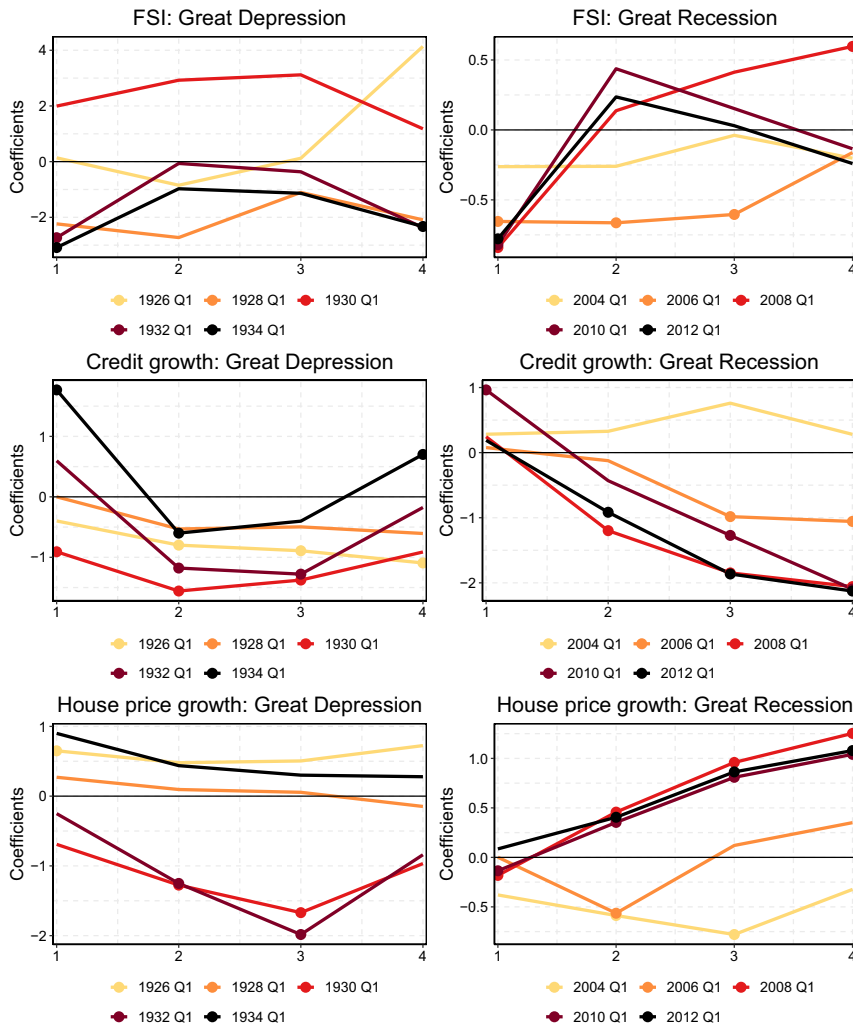 FSI: Great Depression
FSI: Great Recession
Coefficients
4
2
0
−2
1 2 3 4
Coefficients
0.5
0.0
−0.5
1 2 3 4
1926 Q1 1928 Q1 1930 Q1
1932 Q1 1934 Q1
2004 Q1 2006 Q1 2008 Q1
2010 Q1 2012 Q1
Credit growth: Great Depression
Credit growth: Great Recession
Coefficients
1
0
−1
1 2 3 4
Coefficients
1
0
−1
−2
1 2 3 4
1926 Q1 1928 Q1 1930 Q1
1932 Q1 1934 Q1
2004 Q1 2006 Q1 2008 Q1
2010 Q1 2012 Q1
House price growth: Great Depression
House price growth: Great Recession
Coefficients
1
0
−1
−2
1 2 3 4
Coefficients
1.0
0.5
0.0
−0.5
1 2 3 4
1926 Q1 1928 Q1 1930 Q1
1932 Q1 1934 Q1
2004 Q1 2006 Q1 2008 Q1
2010 Q1 2012 Q1